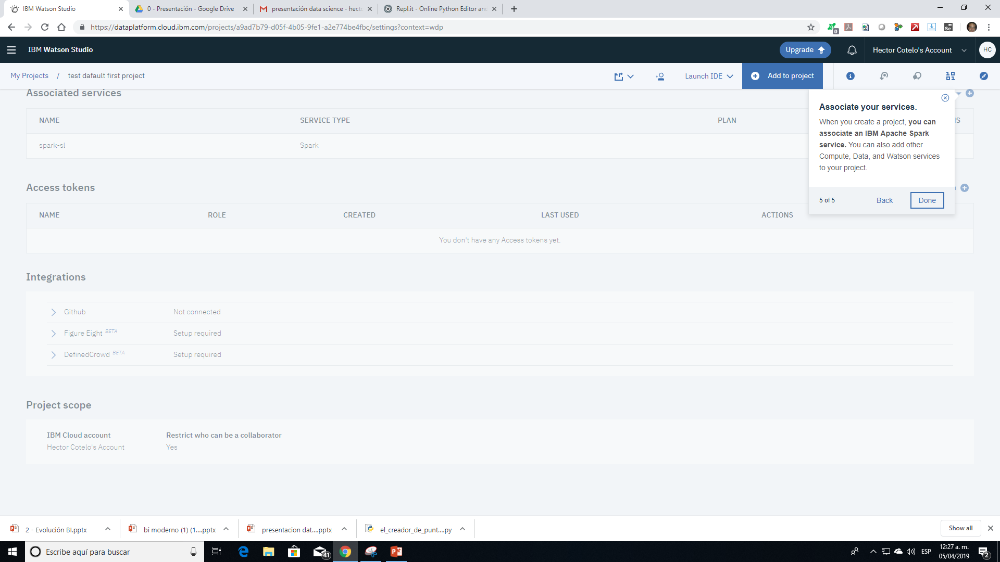 IBM Watson Studio
0 - Presentación - Google Drive
presentación data science - hect
Repl.it - Online Python Editor an
https://dataplatform.cloud.ibm.com/projects/a9ad7b79-d05f-4b05-9fe1-a2e774be4fbc/settings?context=wdp
0
Se
IBM Watson Studio
Upgrade
Hector Cotelo's Account
HC
My Projects / test dafault first project
Launch IDE
Add to project
Associated services
NAME SERVICE TYPE PLAN S
spark-sl Spark
Associate your services.
When you create a project, you can
associate an IBM Apache Spark
service. You can also add other
Compute, Data, and Watson services
to your project.
5 of 5 Back Done
Access tokens
NAME ROLE CREATED LAST USED ACTIONS
You don't have any Access tokens yet.
Integrations
Github Not connected
Figure Eight BETA Setup required
DefinedCrowd BETA Setup required
Project scope
IBM Cloud account Restrict who can be a collaborator
Hector Cotelo's Account Yes
2 - Evolución BI.pptx
bi moderno (1) (1....pptx
presentacion dat....pptx
el_creador_de_punt....py
Show all
Escribe aquí para buscar
41
ESP
12:27 a. m.
05/04/2019
2